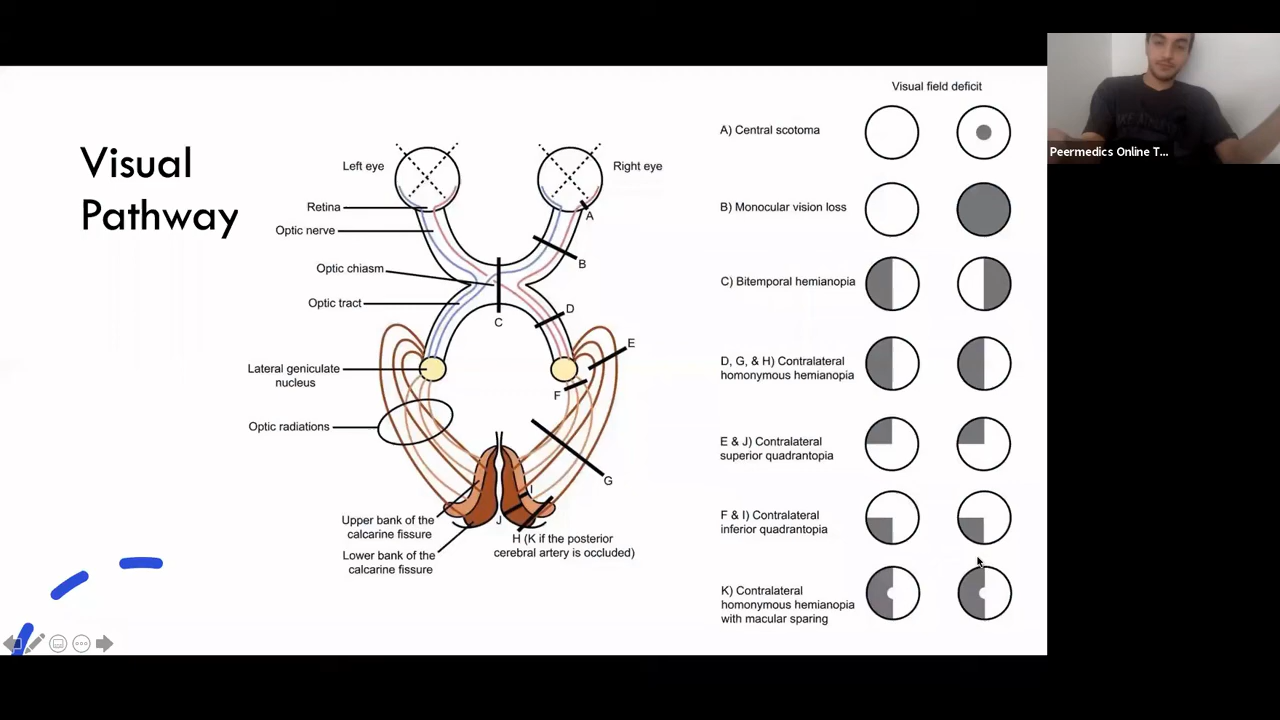 Visual
Pathway
Left eye
Right eye
Retina
A
Optic nerve
B
Optic chiasm
Optic tract
C
D
E
Lateral geniculate
nucleus
F
Optic radiations
G
I
J
Upper bank of the
calcarine fissure
Lower bank of the
calcarine fissure
H (K if the posterior
cerebral artery is occluded)
Visual field deficit
A) Central scotoma
B) Monocular vision loss
C) Bitemporal hemianopia
D, G, & H) Contralateral
homonymous hemianopia
E & J) Contralateral
superior quadrantopia
F & I) Contralateral
inferior quadrantopia
K) Contralateral
homonymous hemianopia
with macular sparing
Peermedics Online T...